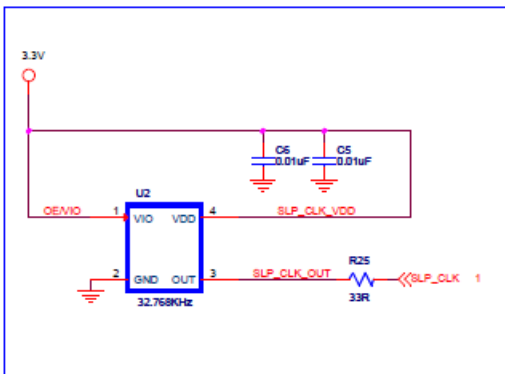 3.3V
C6
0.01uF
C5
0.01uF
U2
OE/VIO
1
VIO
VDD
4
SLP_CLK_VDD
2
GND
OUT
3
SLP_CLK_OUT
R25
33R
SLP_CLK 1
32.768KHz